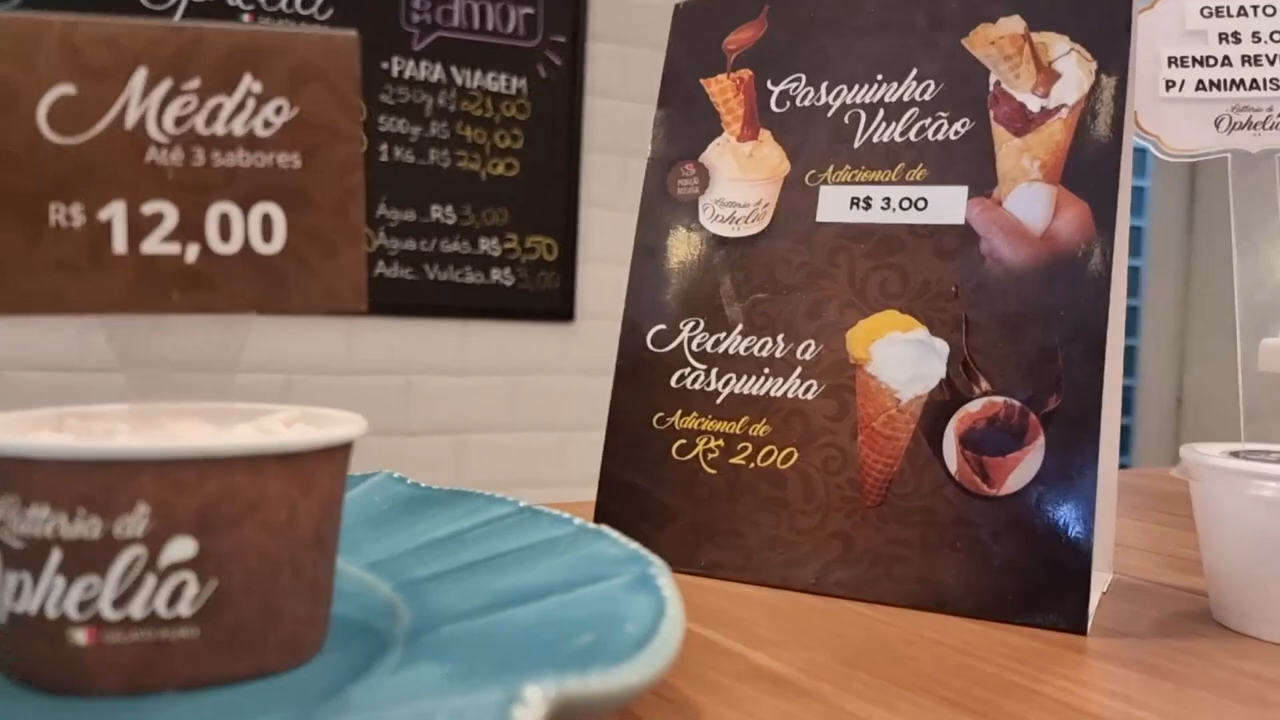 Ophelia
Médio
Até 3 sabores
R$ 12,00
amor
•PARA VIAGEM
250g R$ 21,00
500g..R$ 40,00
1 KG..R$ 72,00
Água..R$ 3,00
Água c/ Gás..R$ 3,50
Adic. Vulcão..R$ 3,00
Casquinha
Vulcão
Adicional de
R$ 3,00
Latteria di
Ophelia
Rechear a
casquinha
Adicional de
R$ 2,00
GELATO
R$ 5,0
RENDA REV
P/ ANIMAIS
Latteria di
Ophelia
Latteria di
Ophelia
GELATO PURO